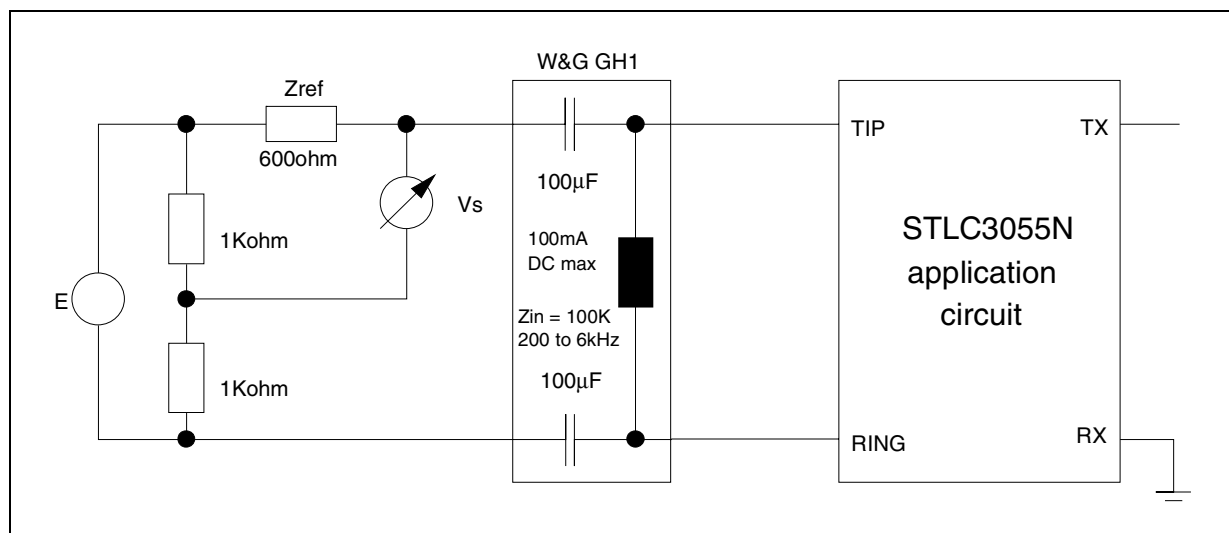 W&G GH1
Zref
600ohm
TIP
TX
100µF
Vs
1Kohm
100mA
DC max
STLC3055N
application
circuit
E
Zin = 100K
200 to 6kHz
1Kohm
100µF
RING
RX